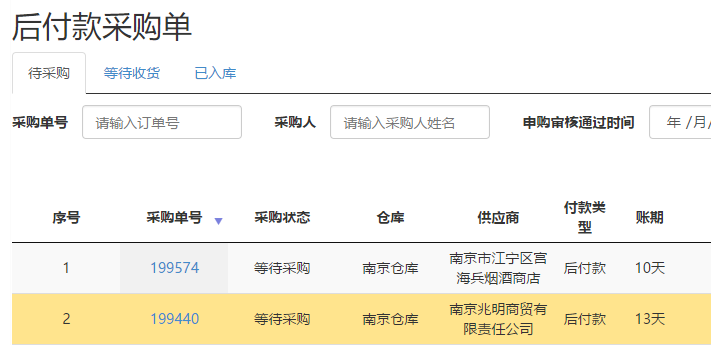 后付款采购单
待采购 等待收货 已入库
采购单号 请输入订单号 采购人 请输入采购人姓名 申购审核通过时间 年 /月/
序号 采购单号 采购状态 仓库 供应商 付款类型 账期
1 199574 等待采购 南京仓库 南京市江宁区宫海兵烟酒商店 后付款 10天
2 199440 等待采购 南京仓库 南京兆明商贸有限责任公司 后付款 13天